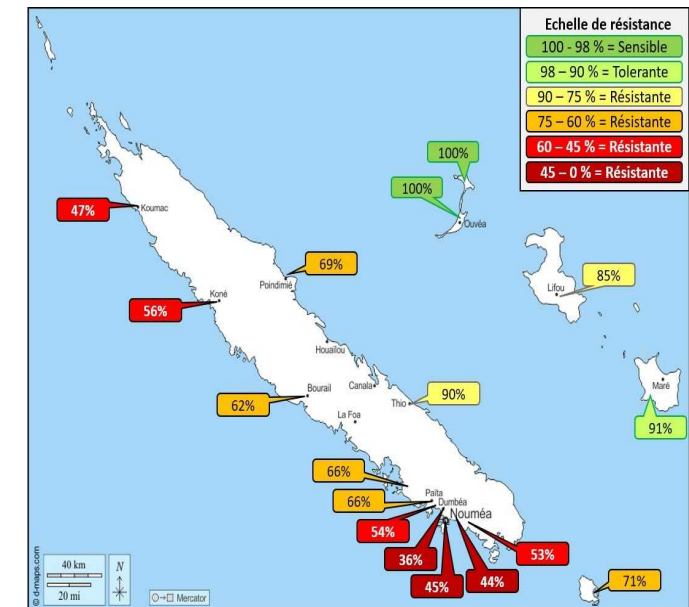 Echelle de résistance
100 - 98 % = Sensible
98 – 90 % = Tolerante
90 – 75 % = Résistante
75 – 60 % = Résistante
60 – 45 % = Résistante
45 – 0 % = Résistante
100%
100%
Ouvéa
47%
Koumac
69%
Poindimié
85%
Lifou
Koné
56%
Houaïlou
Maré
Bourail
Canala
62%
Thio
90%
La Foa
91%
66%
66%
Païta
Dumbéa
Nouméa
54%
36%
45%
44%
53%
71%
© d-maps.com
40 km
20 mi
N
Mercator